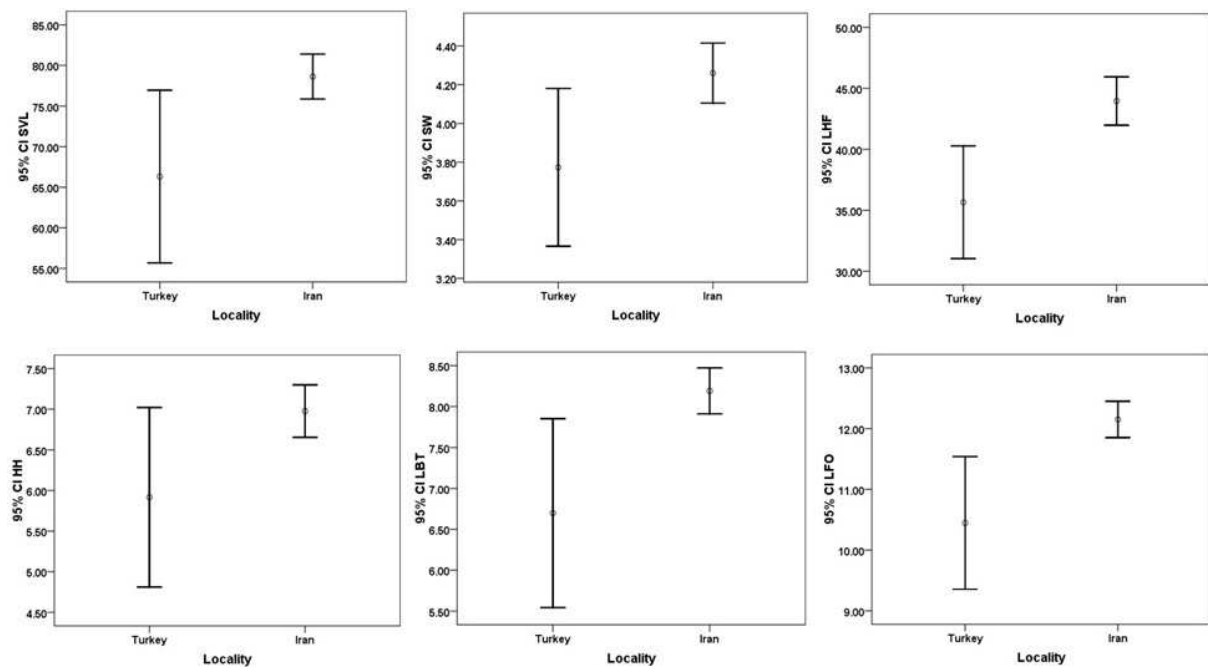 95% CI SVL
85.00
80.00
75.00
70.00
65.00
60.00
55.00
Turkey Iran
Locality
95% CI SW
4.40
4.20
4.00
3.80
3.60
3.40
3.20
Turkey Iran
Locality
95% CI LHF
50.00
45.00
40.00
35.00
30.00
Turkey Iran
Locality
95% CI HH
7.50
7.00
6.50
6.00
5.50
5.00
4.50
Turkey Iran
Locality
95% CI LBT
8.50
8.00
7.50
7.00
6.50
6.00
5.50
Turkey Iran
Locality
95% CI LFO
13.00
12.00
11.00
10.00
9.00
Turkey Iran
Locality